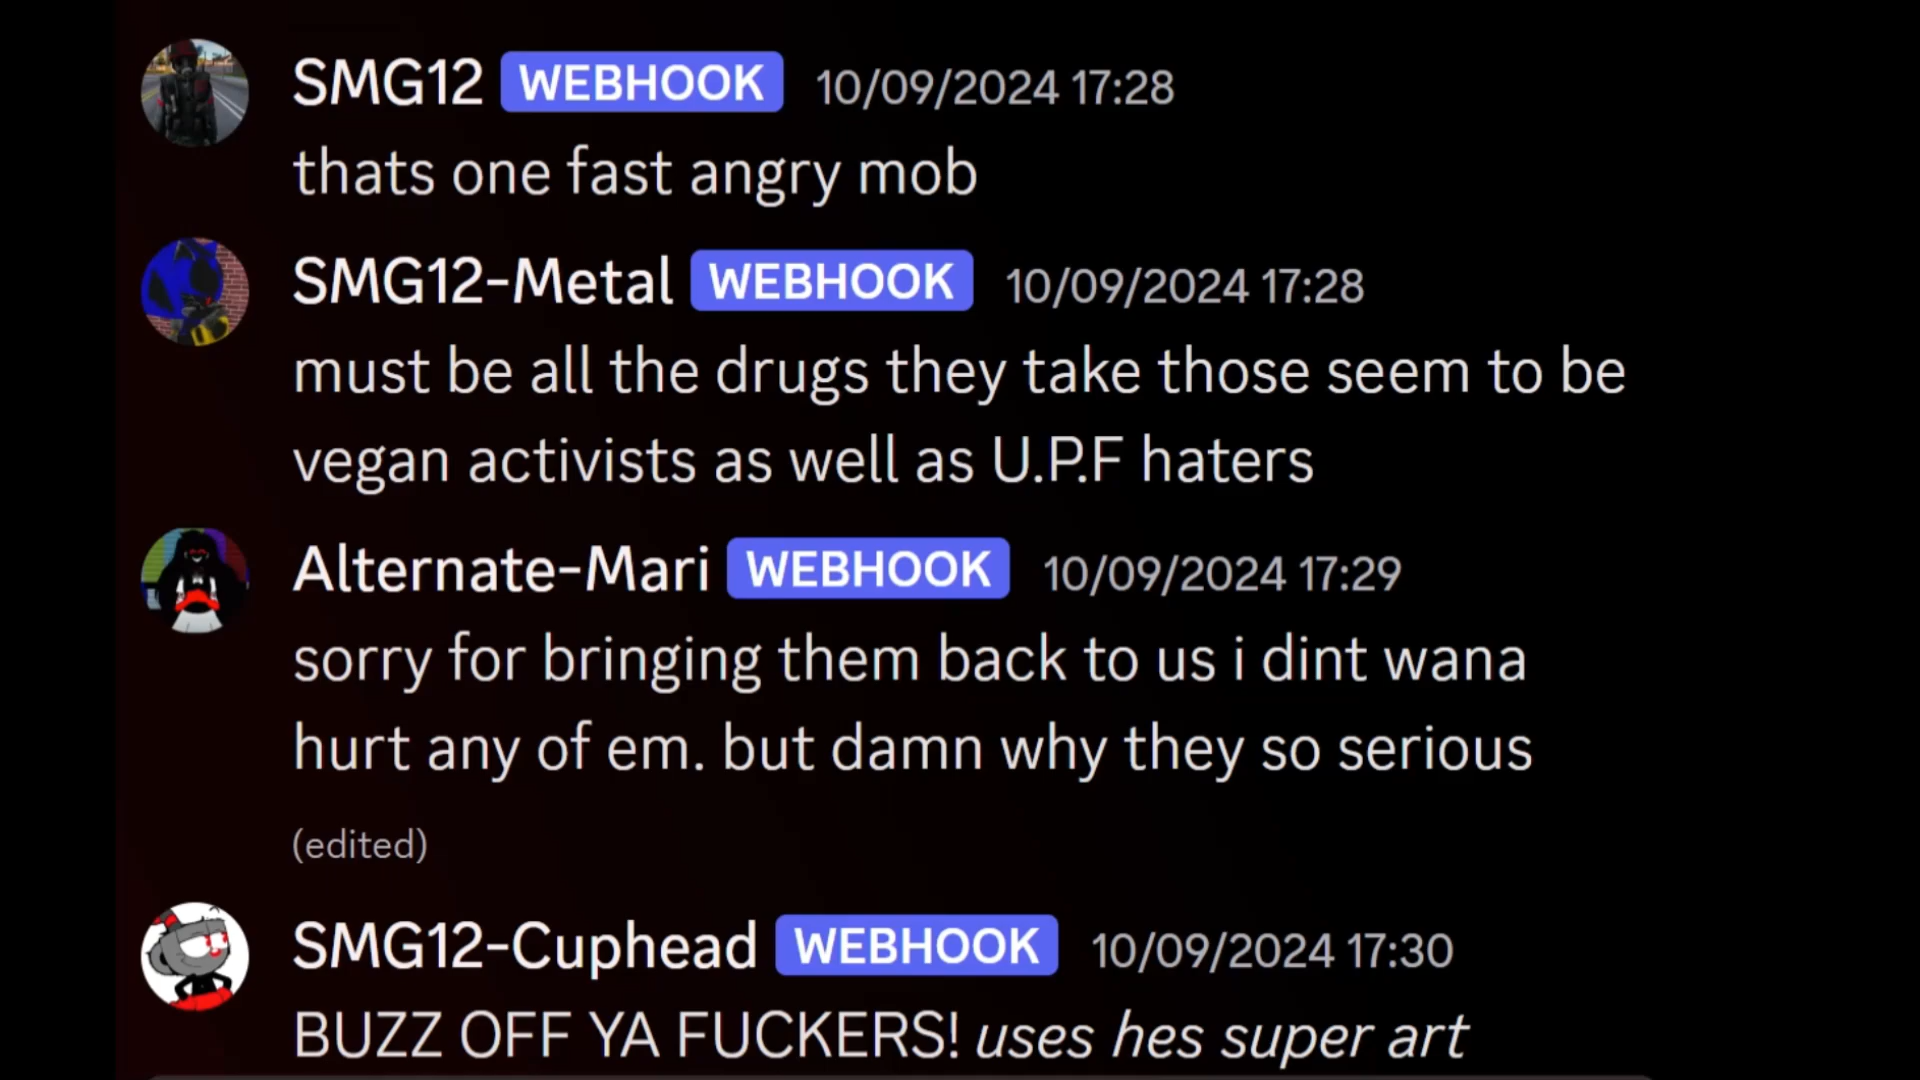 SMG12 WEBHOOK 10/09/2024 17:28
thats one fast angry mob
SMG12-Metal WEBHOOK 10/09/2024 17:28
must be all the drugs they take those seem to be
vegan activists as well as U.P.F haters
Alternate-Mari WEBHOOK 10/09/2024 17:29
sorry for bringing them back to us i dint wana
hurt any of em. but damn why they so serious
(edited)
SMG12-Cuphead WEBHOOK 10/09/2024 17:30
BUZZ OFF YA FUCKERS! uses hes super art